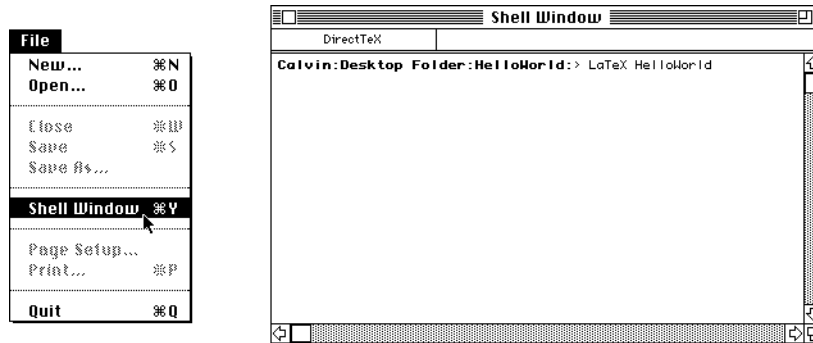 File
New... ⌘N
Open... ⌘O
Close ⌘W
Save ⌘S
Save As...
Shell Window ⌘Y
Page Setup...
Print... ⌘P
Quit ⌘Q
Shell Window
DirectTeX
Calvin:Desktop Folder:HelloWorld:> LaTeX HelloWorld